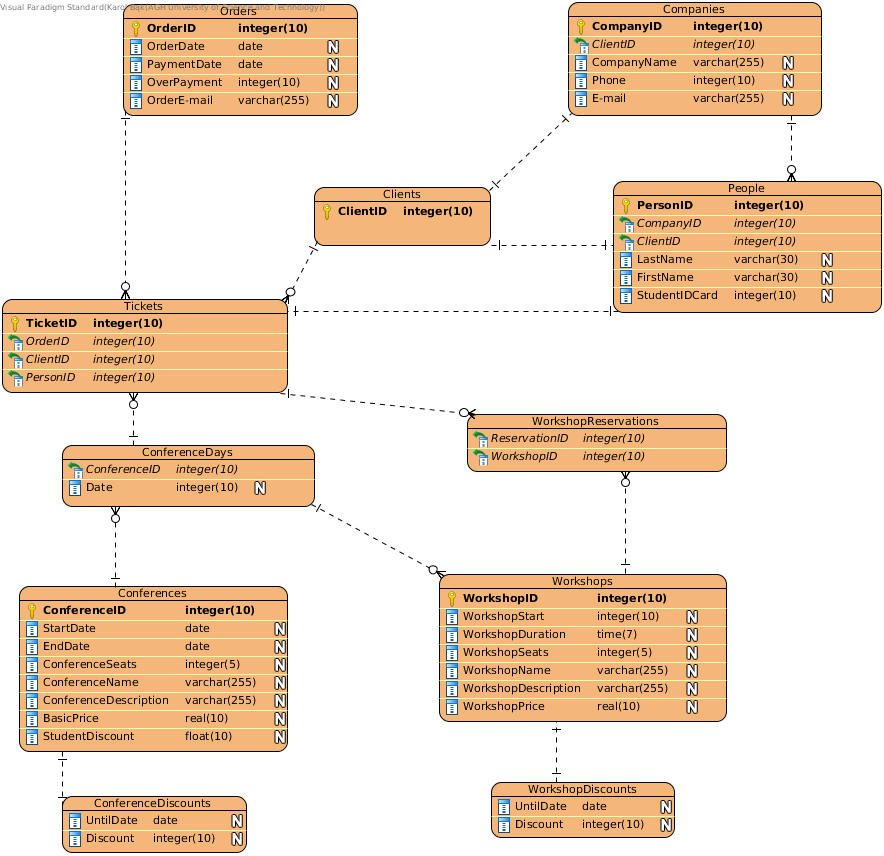 Visual Paradigm Standard(Karol Bąk(AGH University of Science and Technology))
Orders
OrderID integer(10)
OrderDate date N
PaymentDate date N
OverPayment integer(10) N
OrderE-mail varchar(255) N
Companies
CompanyID integer(10)
ClientID integer(10)
CompanyName varchar(255) N
Phone integer(10) N
E-mail varchar(255) N
Clients
ClientID integer(10)
People
PersonID integer(10)
CompanyID integer(10)
ClientID integer(10)
LastName varchar(30) N
FirstName varchar(30) N
StudentIDCard integer(10) N
Tickets
TicketID integer(10)
OrderID integer(10)
ClientID integer(10)
PersonID integer(10)
WorkshopReservations
ReservationID integer(10)
WorkshopID integer(10)
ConferenceDays
ConferenceID integer(10)
Date integer(10) N
Conferences
ConferenceID integer(10)
StartDate date N
EndDate date N
ConferenceSeats integer(5) N
ConferenceName varchar(255) N
ConferenceDescription varchar(255) N
BasicPrice real(10) N
StudentDiscount float(10) N
Workshops
WorkshopID integer(10)
WorkshopStart integer(10) N
WorkshopDuration time(7) N
WorkshopSeats integer(5) N
WorkshopName varchar(255) N
WorkshopDescription varchar(255) N
WorkshopPrice real(10) N
ConferenceDiscounts
UntilDate date N
Discount integer(10) N
WorkshopDiscounts
UntilDate date N
Discount integer(10) N